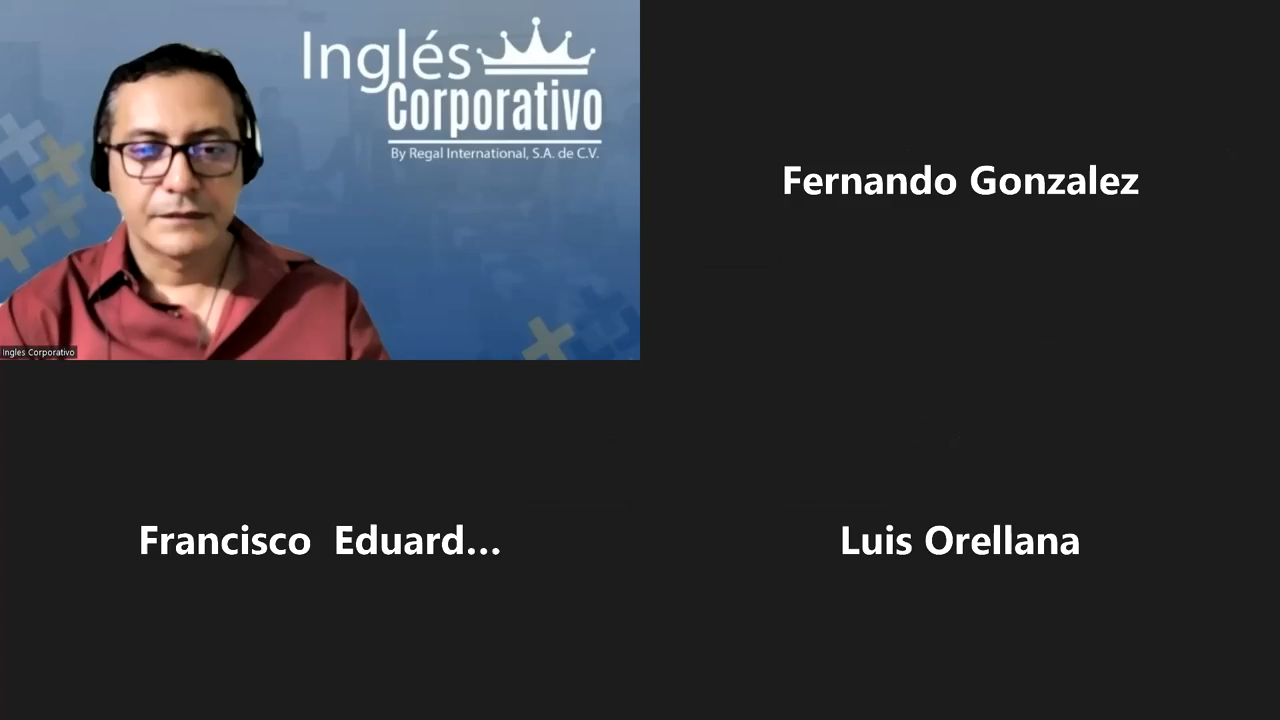 Inglés
Corporativo
By Regal International, S.A. de C.V.
Ingles Corporativo
Fernando Gonzalez
Francisco Eduard...
Luis Orellana